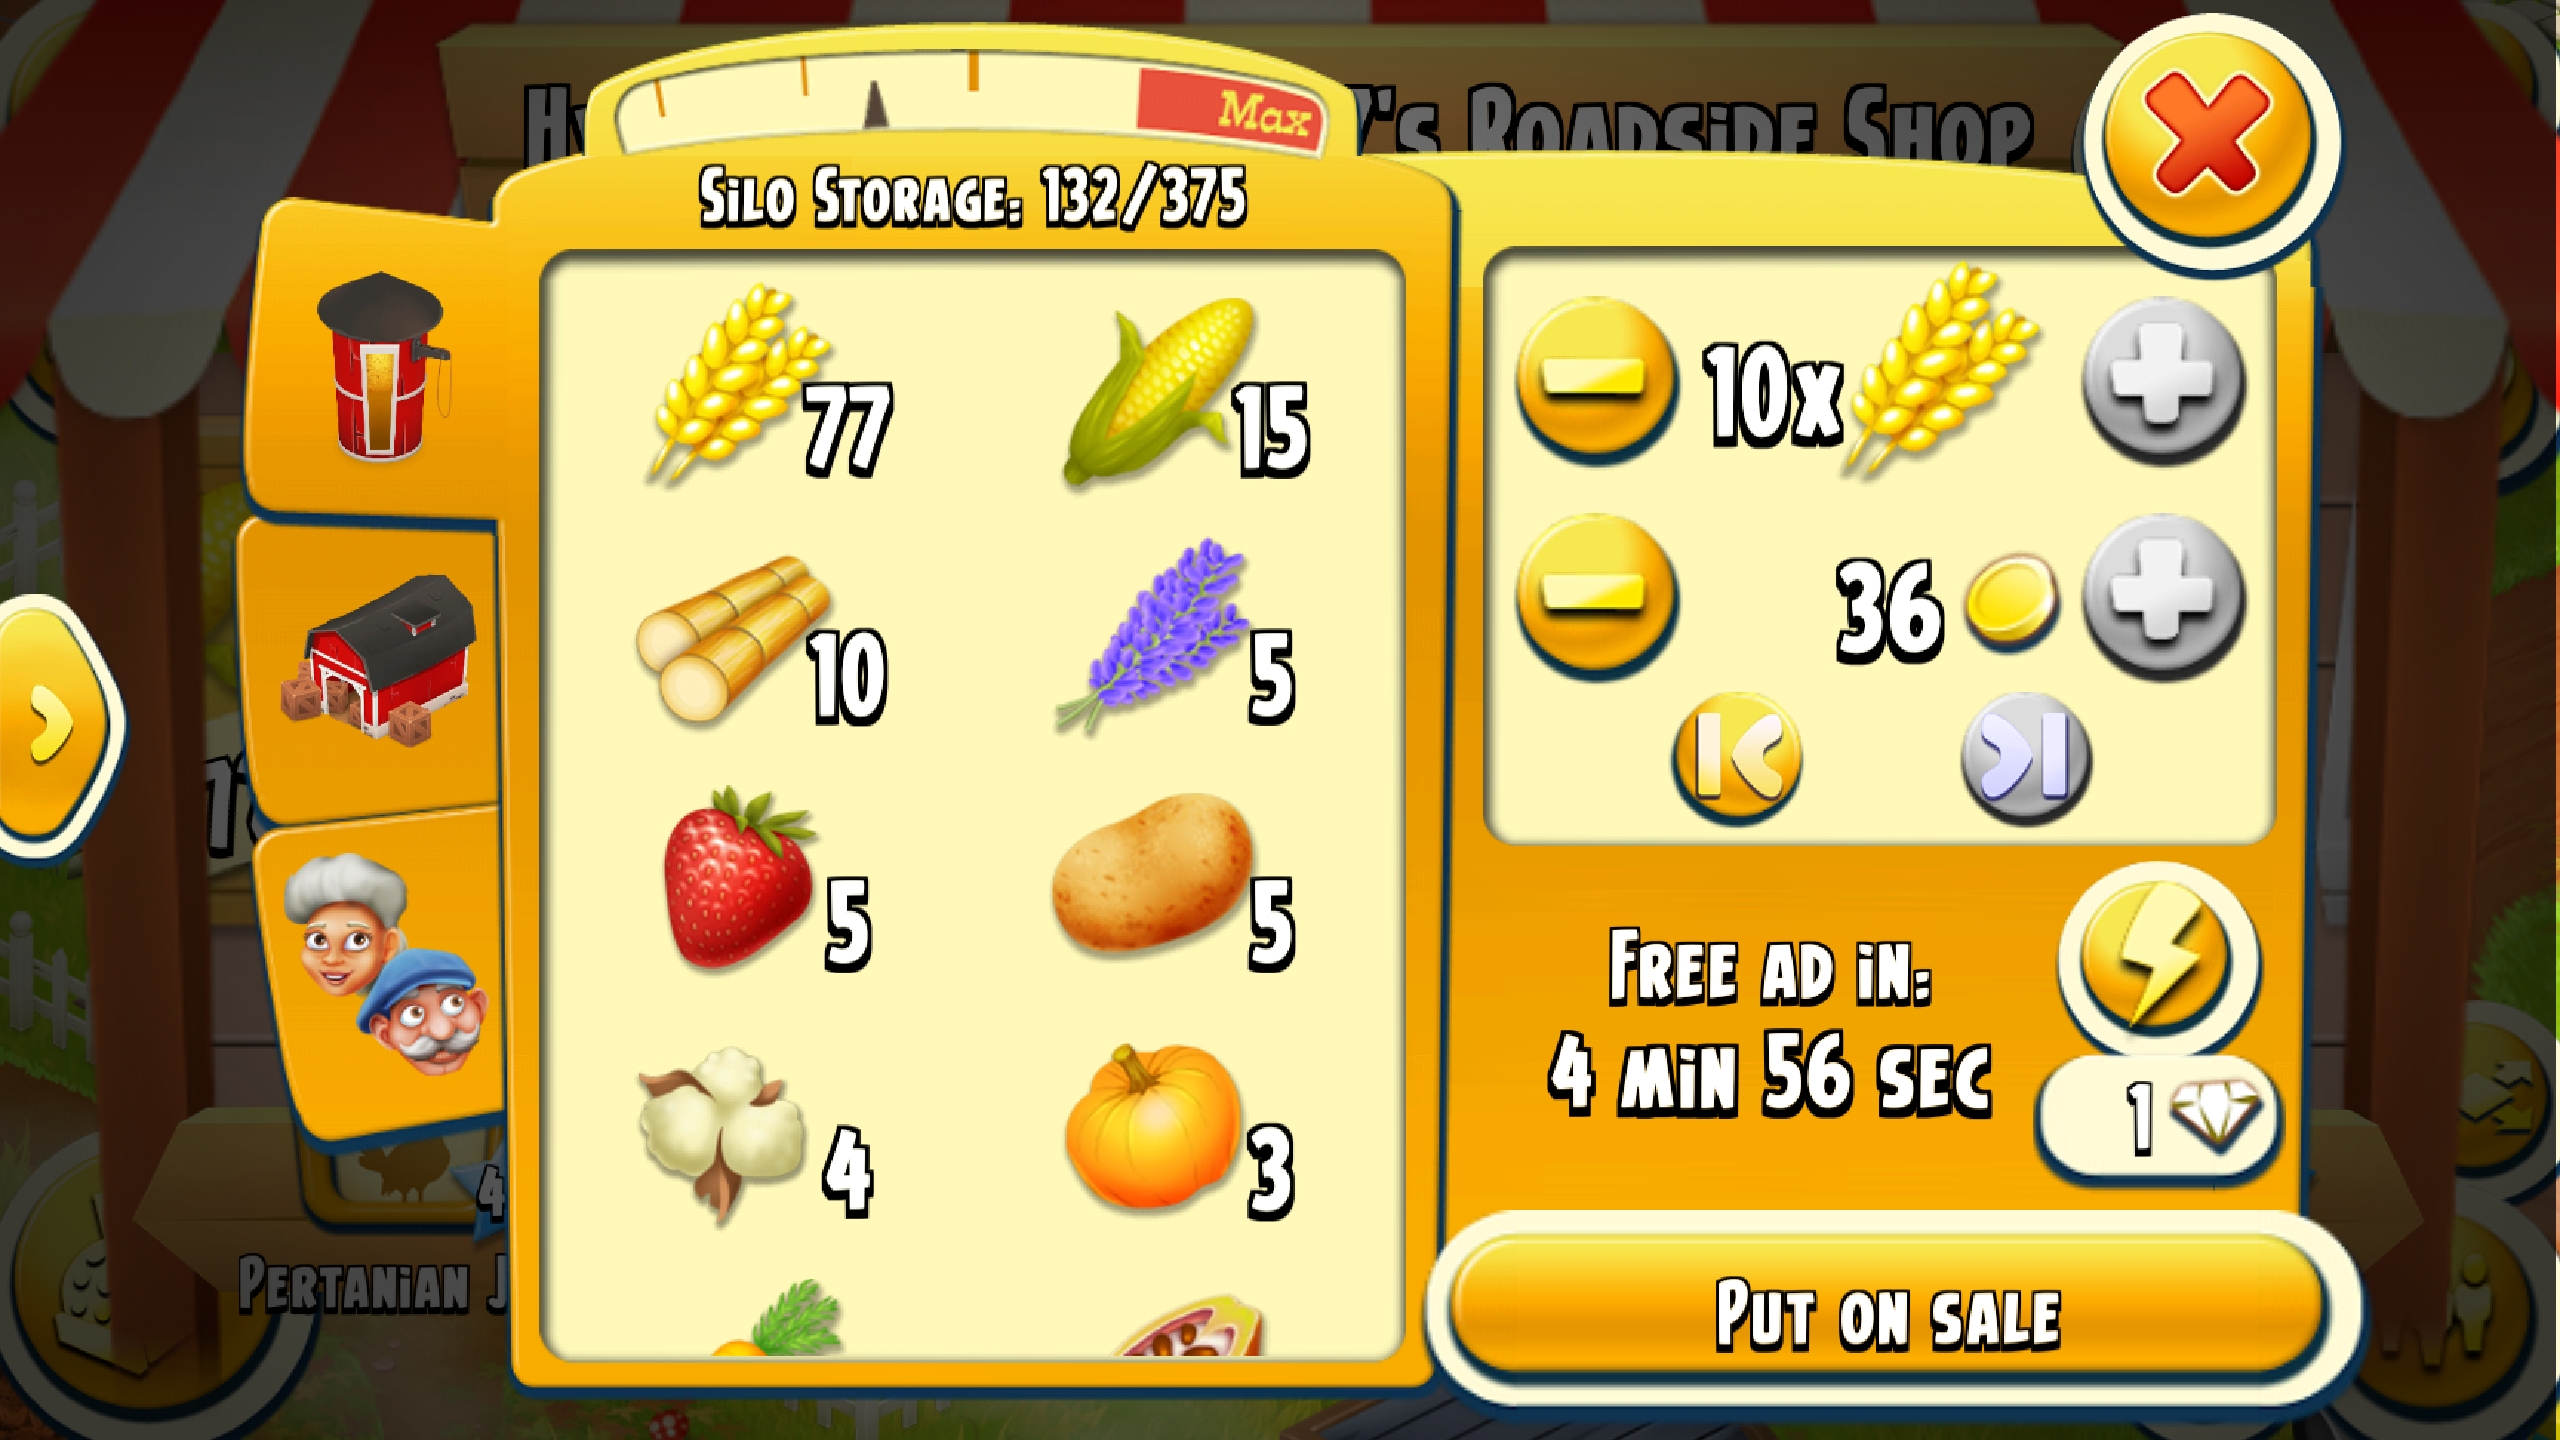 Max
's Roadside Shop
Silo Storage: 132/375
77
15
10x
10
5
36
5
5
4
3
Free ad in:
4 min 56 sec
1
Put on sale
Pertanian